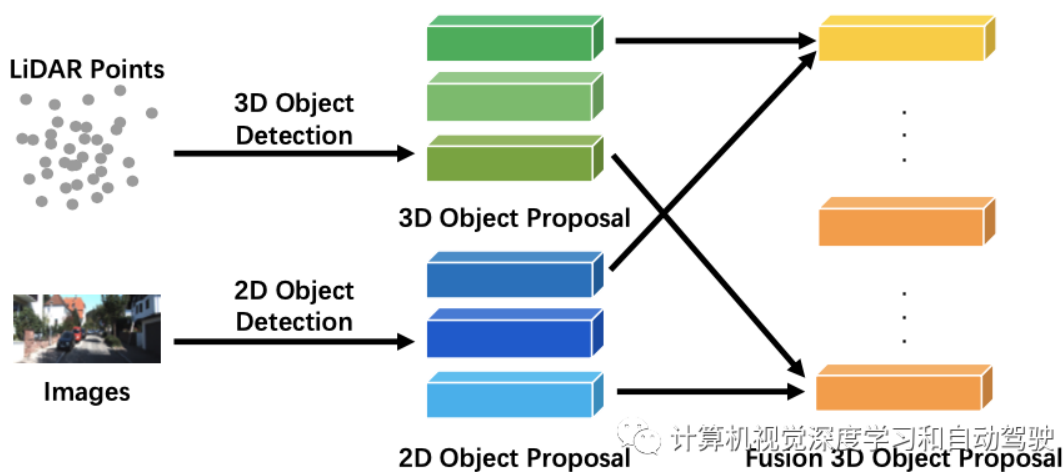 LiDAR Points
3D Object
Detection
3D Object Proposal
2D Object
Detection
Images
2D Object Proposal
Fusion 3D Object Proposal
计算机视觉深度学习和自动驾驶